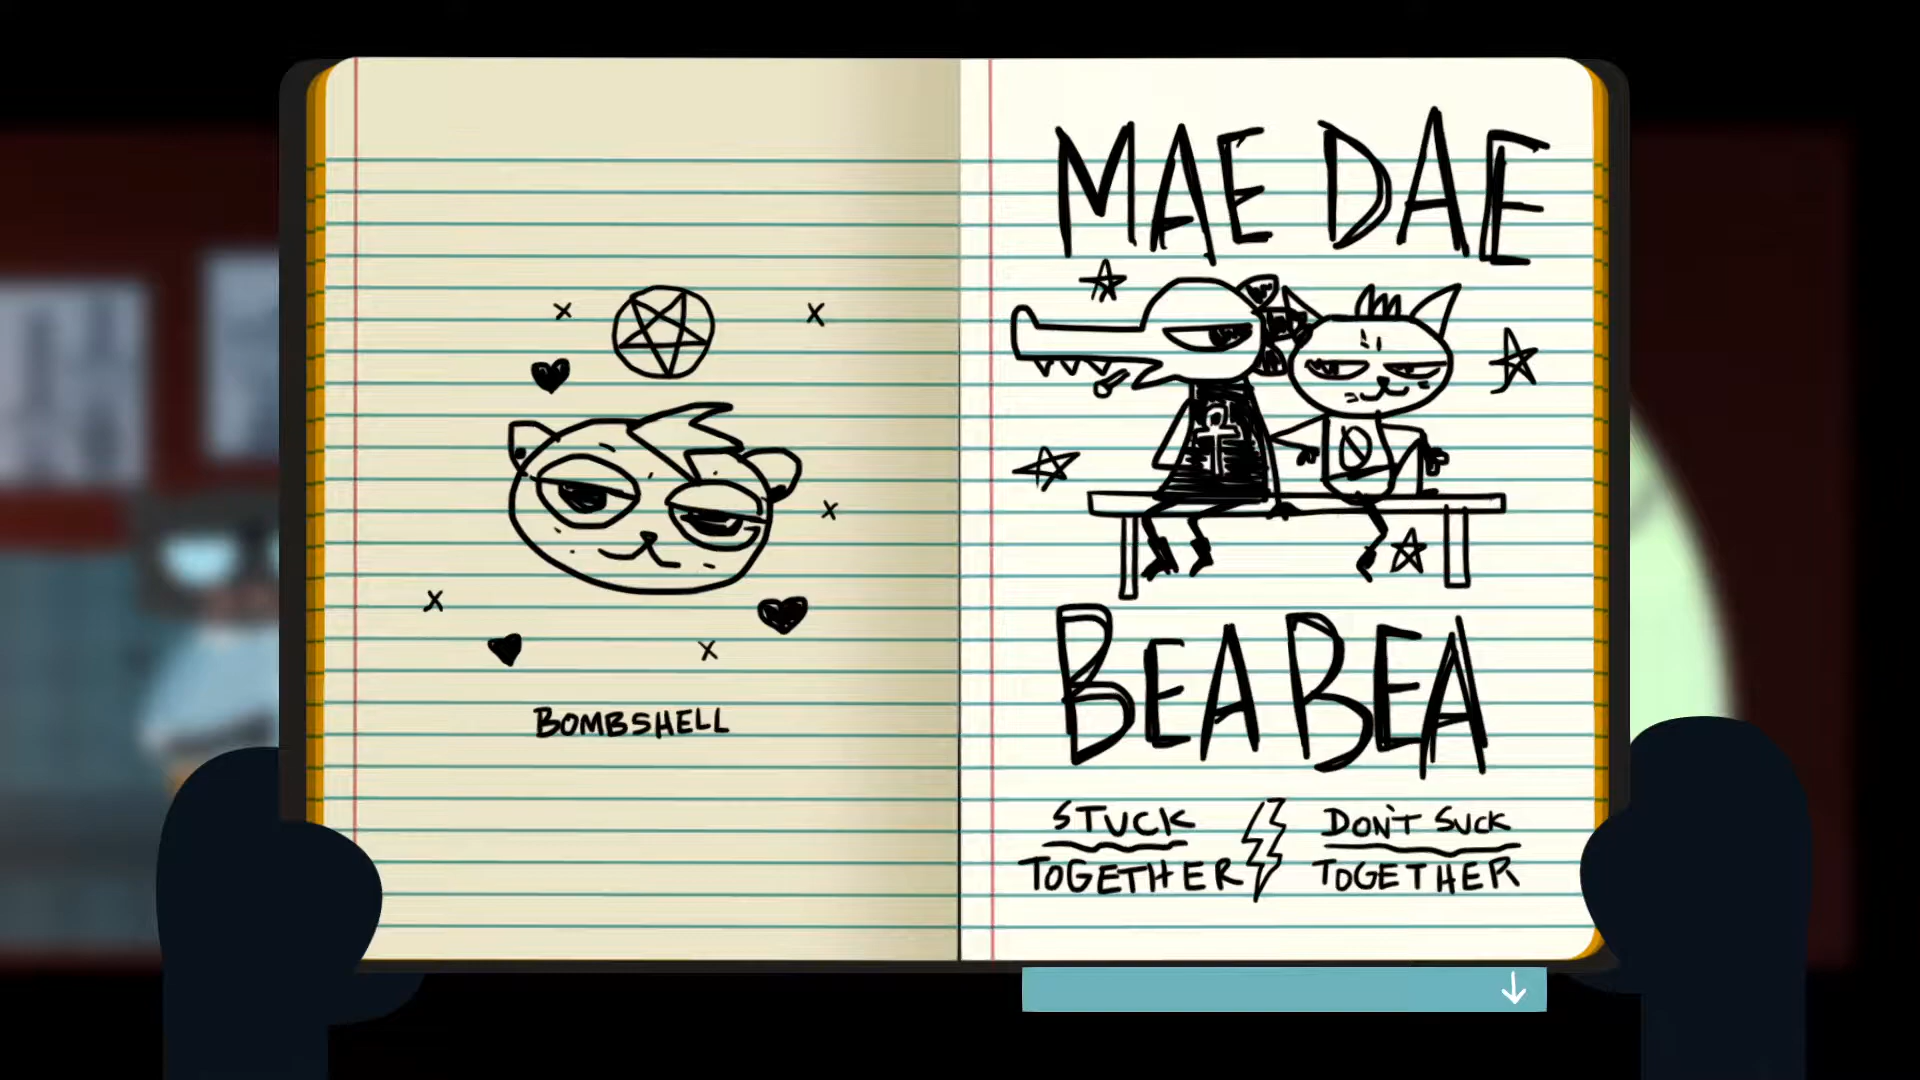 BOMBSHELL
MAE DAE
BEA BEA
STUCK
TOGETHER
DON'T SUCK
TOGETHER